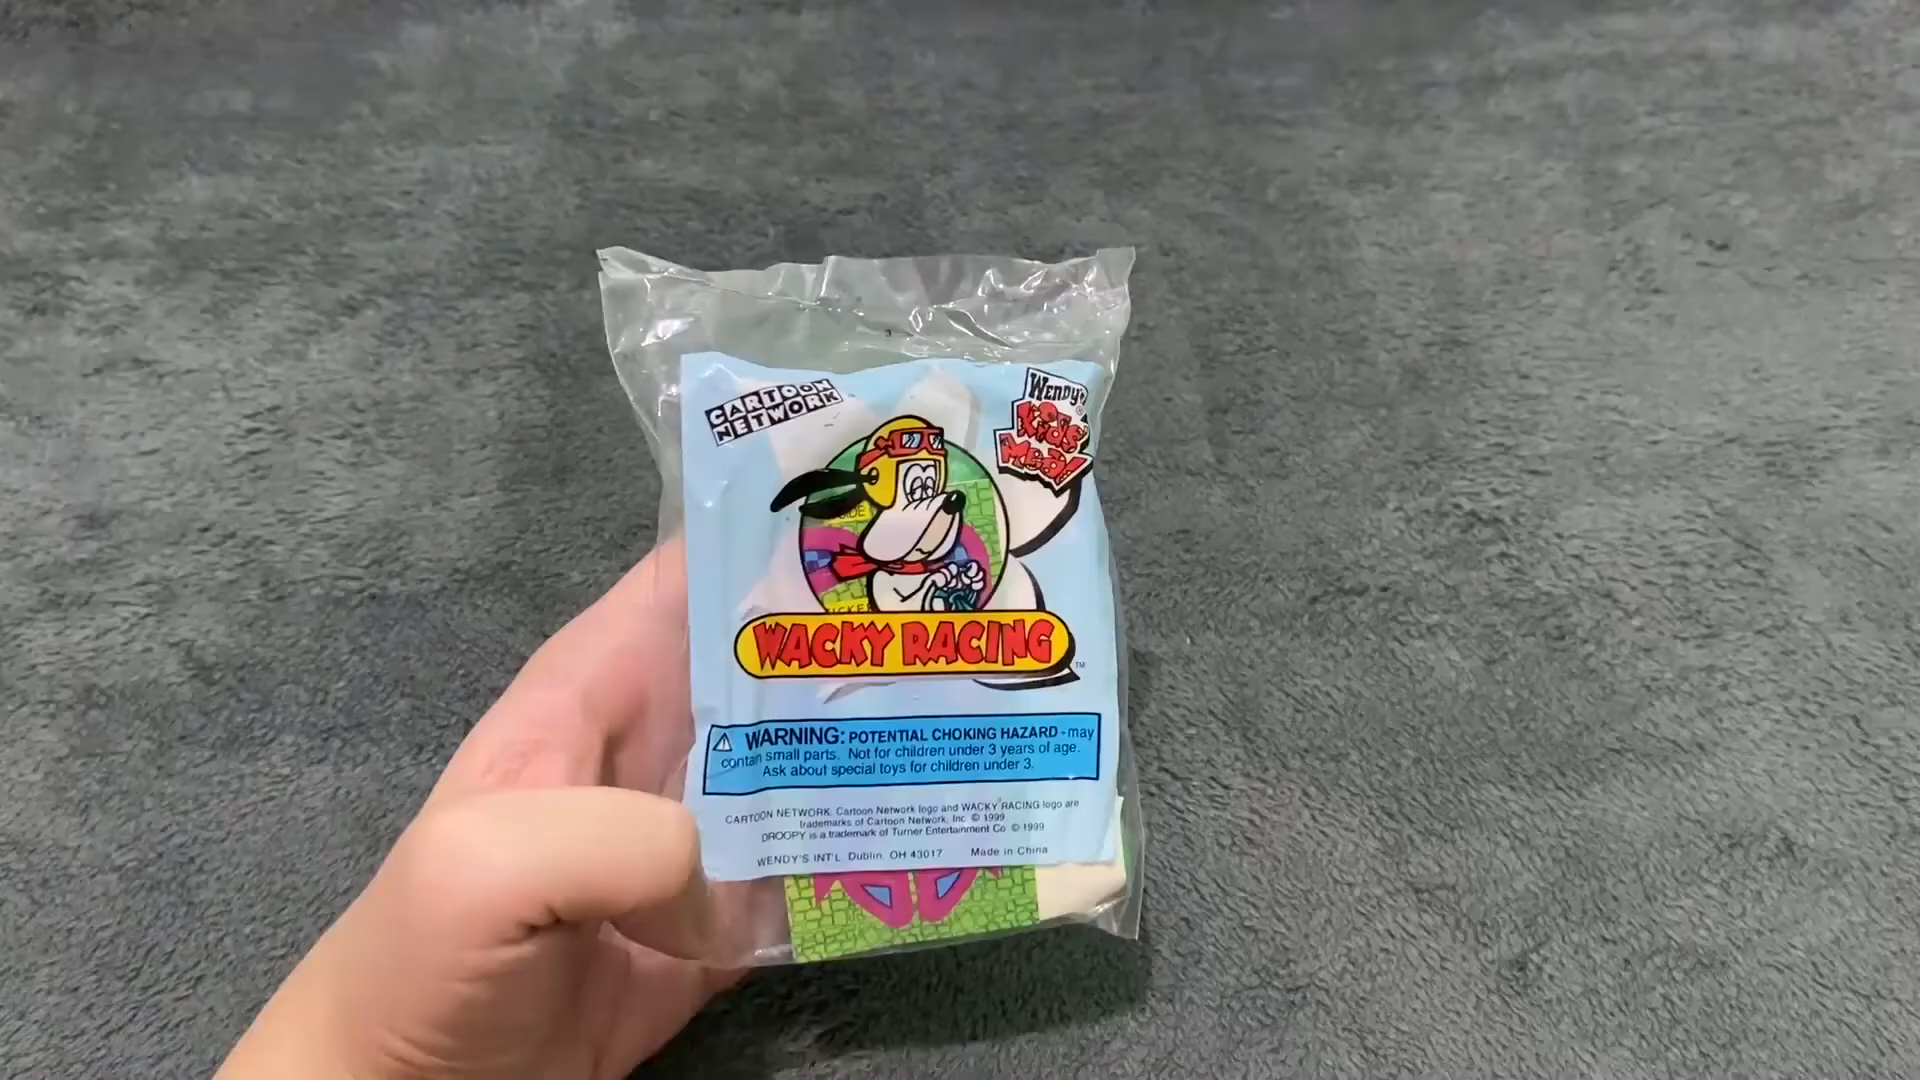 CARTOON
NETWORK
WENDY'S
Kids'
Meal
WACKY RACING TM
WARNING: POTENTIAL CHOKING HAZARD - may
contain small parts. Not for children under 3 years of age.
Ask about special toys for children under 3.
CARTOON NETWORK, Cartoon Network logo and WACKY RACING logo are
trademarks of Cartoon Network, Inc © 1999
DROOPY is a trademark of Turner Entertainment Co © 1999
WENDY'S INT'L Dublin, OH 43017 Made in China